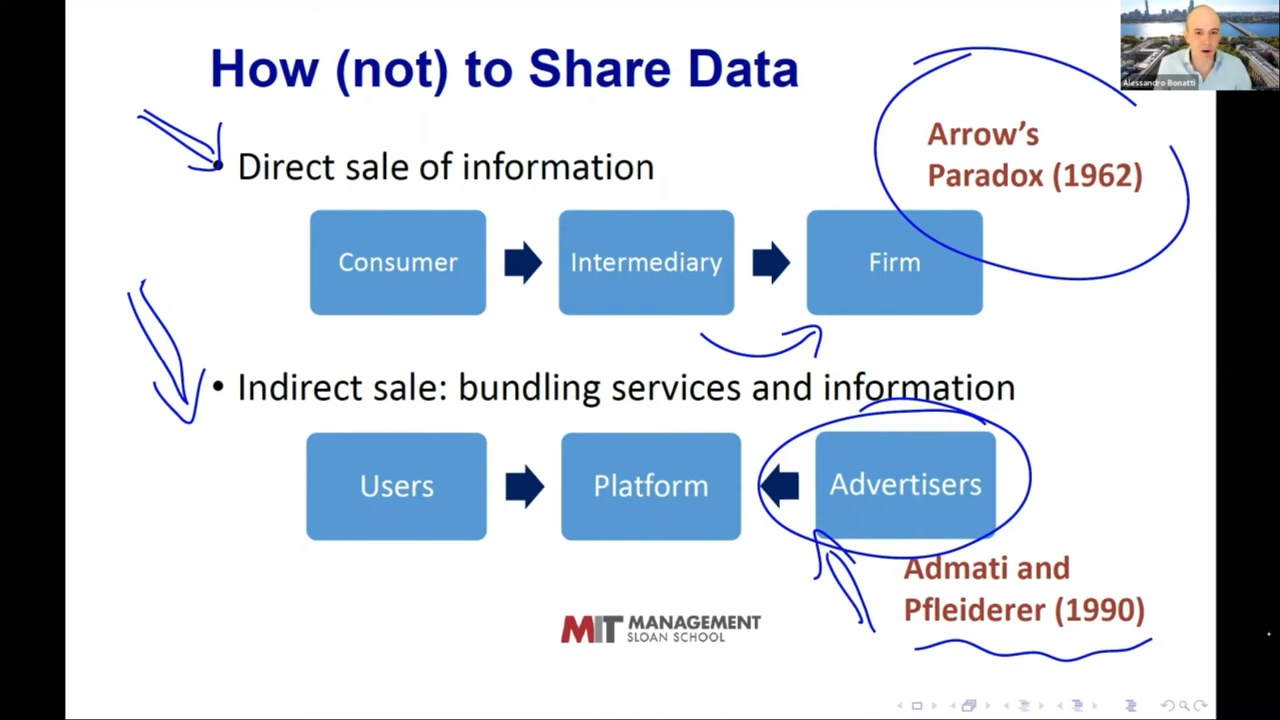 How (not) to Share Data
Alessandro Bonatti
Arrow's
Paradox (1962)
• Direct sale of information
Consumer
Intermediary
Firm
• Indirect sale: bundling services and information
Users
Platform
Advertisers
Admati and
Pfleiderer (1990)
MIT MANAGEMENT
SLOAN SCHOOL